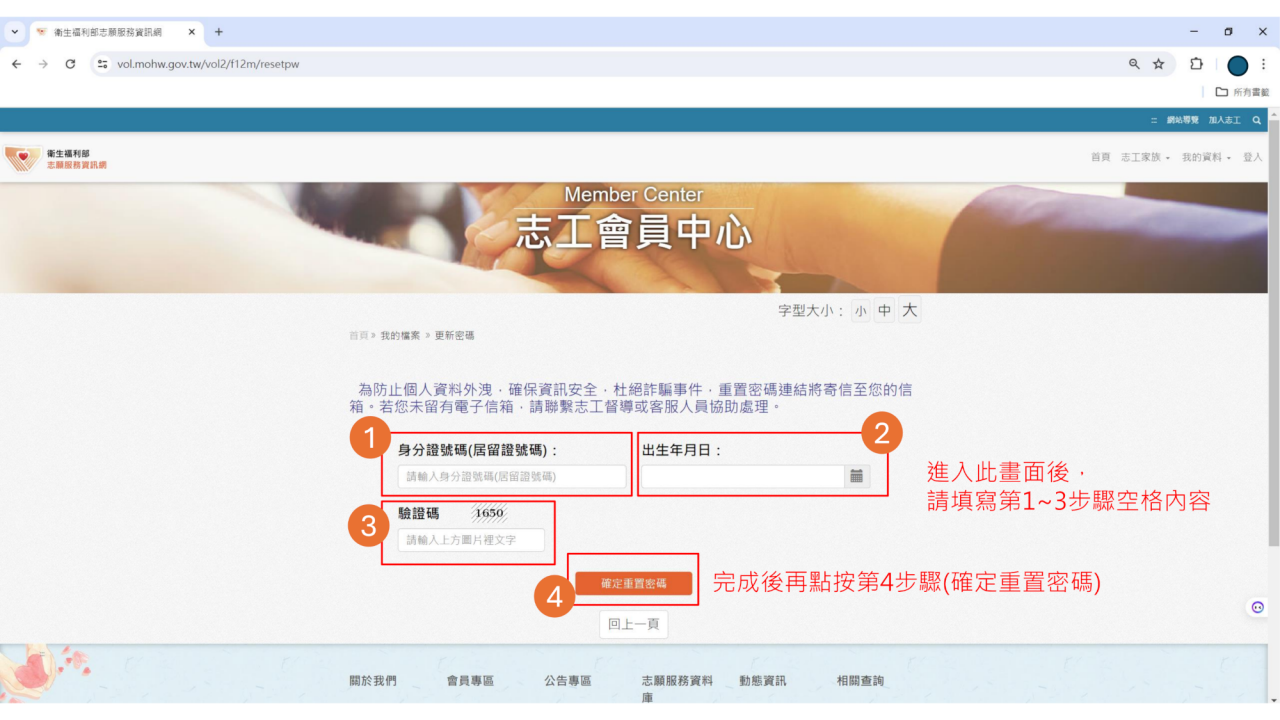 衛生福利部志願服務資訊網
vol.mohw.gov.tw/vol2/f12m/resetpw
所有書籤
::: 網站導覽 加入志工
衛生福利部
志願服務資訊網
首頁 志工家族 我的資料 登入
Member Center
志工會員中心
字型大小： 小 中 大
首頁» 我的檔案 » 更新密碼
為防止個人資料外洩，確保資訊安全，杜絕詐騙事件，重置密碼連結將寄信至您的信
箱。若您未留有電子信箱，請聯繫志工督導或客服人員協助處理。
1
2
身分證號碼(居留證號碼)：
出生年月日：
請輸入身分證號碼(居留證號碼)
進入此畫面後，
請填寫第1~3步驟空格內容
3
驗證碼 1650
請輸入上方圖片裡文字
4
確定重置密碼
完成後再點按第4步驟(確定重置密碼)
回上一頁
關於我們 會員專區 公告專區 志願服務資料 動態資訊 相關查詢
庫